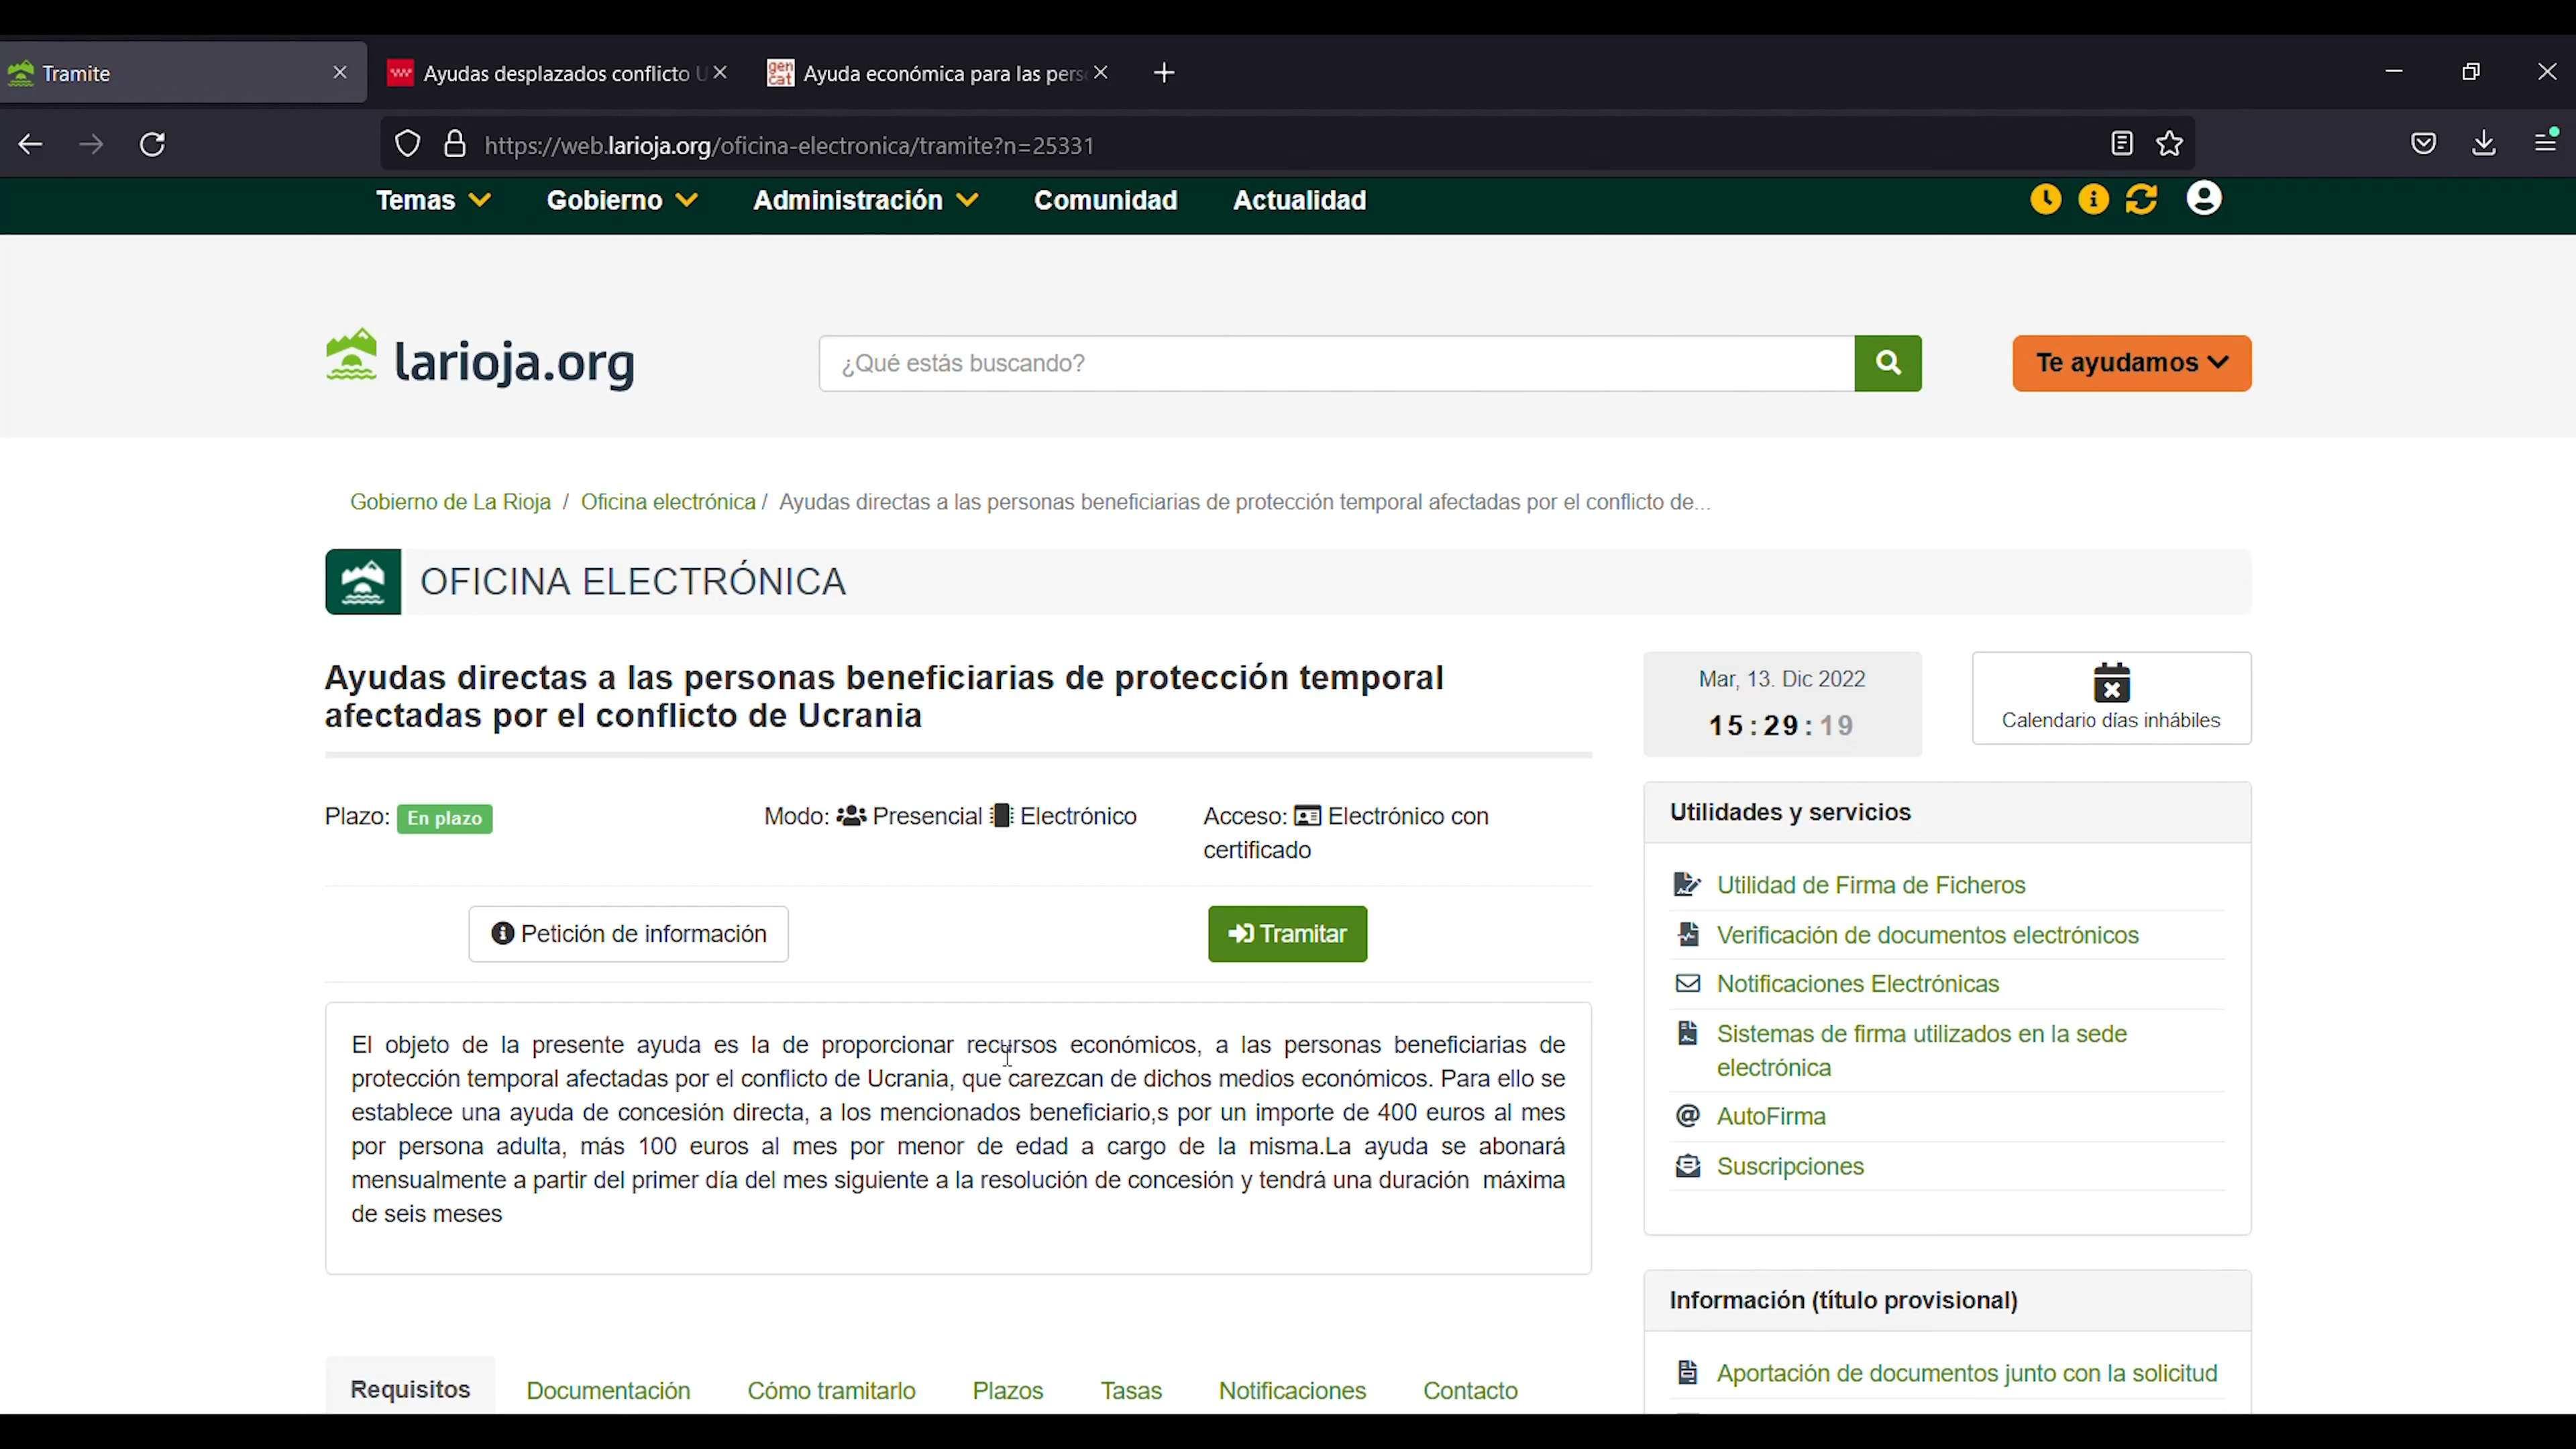 Tramite
Ayudas desplazados conflicto U
Ayuda económica para las pers
https://web.larioja.org/oficina-electronica/tramite?n=25331
Temas
Gobierno
Administración
Comunidad
Actualidad
larioja.org
¿Qué estás buscando?
Te ayudamos
Gobierno de La Rioja / Oficina electrónica / Ayudas directas a las personas beneficiarias de protección temporal afectadas por el conflicto de...
OFICINA ELECTRÓNICA
Ayudas directas a las personas beneficiarias de protección temporal
afectadas por el conflicto de Ucrania
Plazo: En plazo
Modo: Presencial Electrónico
Acceso: Electrónico con
certificado
Petición de información
Tramitar
El objeto de la presente ayuda es la de proporcionar recursos económicos, a las personas beneficiarias de
protección temporal afectadas por el conflicto de Ucrania, que carezcan de dichos medios económicos. Para ello se
establece una ayuda de concesión directa, a los mencionados beneficiario,s por un importe de 400 euros al mes
por persona adulta, más 100 euros al mes por menor de edad a cargo de la misma.La ayuda se abonará
mensualmente a partir del primer día del mes siguiente a la resolución de concesión y tendrá una duración máxima
de seis meses
Requisitos
Documentación
Cómo tramitarlo
Plazos
Tasas
Notificaciones
Contacto
Mar, 13. Dic 2022
15:29:19
Calendario días inhábiles
Utilidades y servicios
Utilidad de Firma de Ficheros
Verificación de documentos electrónicos
Notificaciones Electrónicas
Sistemas de firma utilizados en la sede
electrónica
AutoFirma
Suscripciones
Información (título provisional)
Aportación de documentos junto con la solicitud